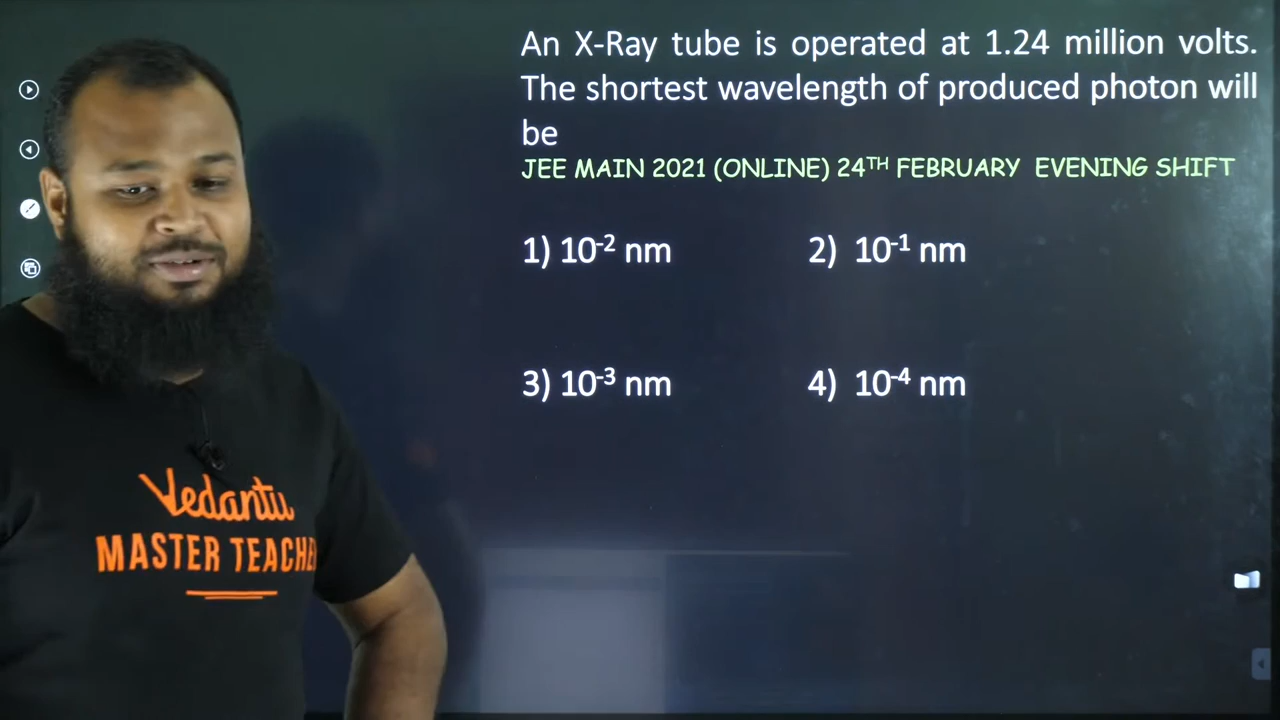 An X-Ray tube is operated at 1.24 million volts.
The shortest wavelength of produced photon will
be
JEE MAIN 2021 (ONLINE) 24TH FEBRUARY EVENING SHIFT
1) 10-2 nm 2) 10-1 nm
3) 10-3 nm 4) 10-4 nm
Vedantu
MASTER TEACHE